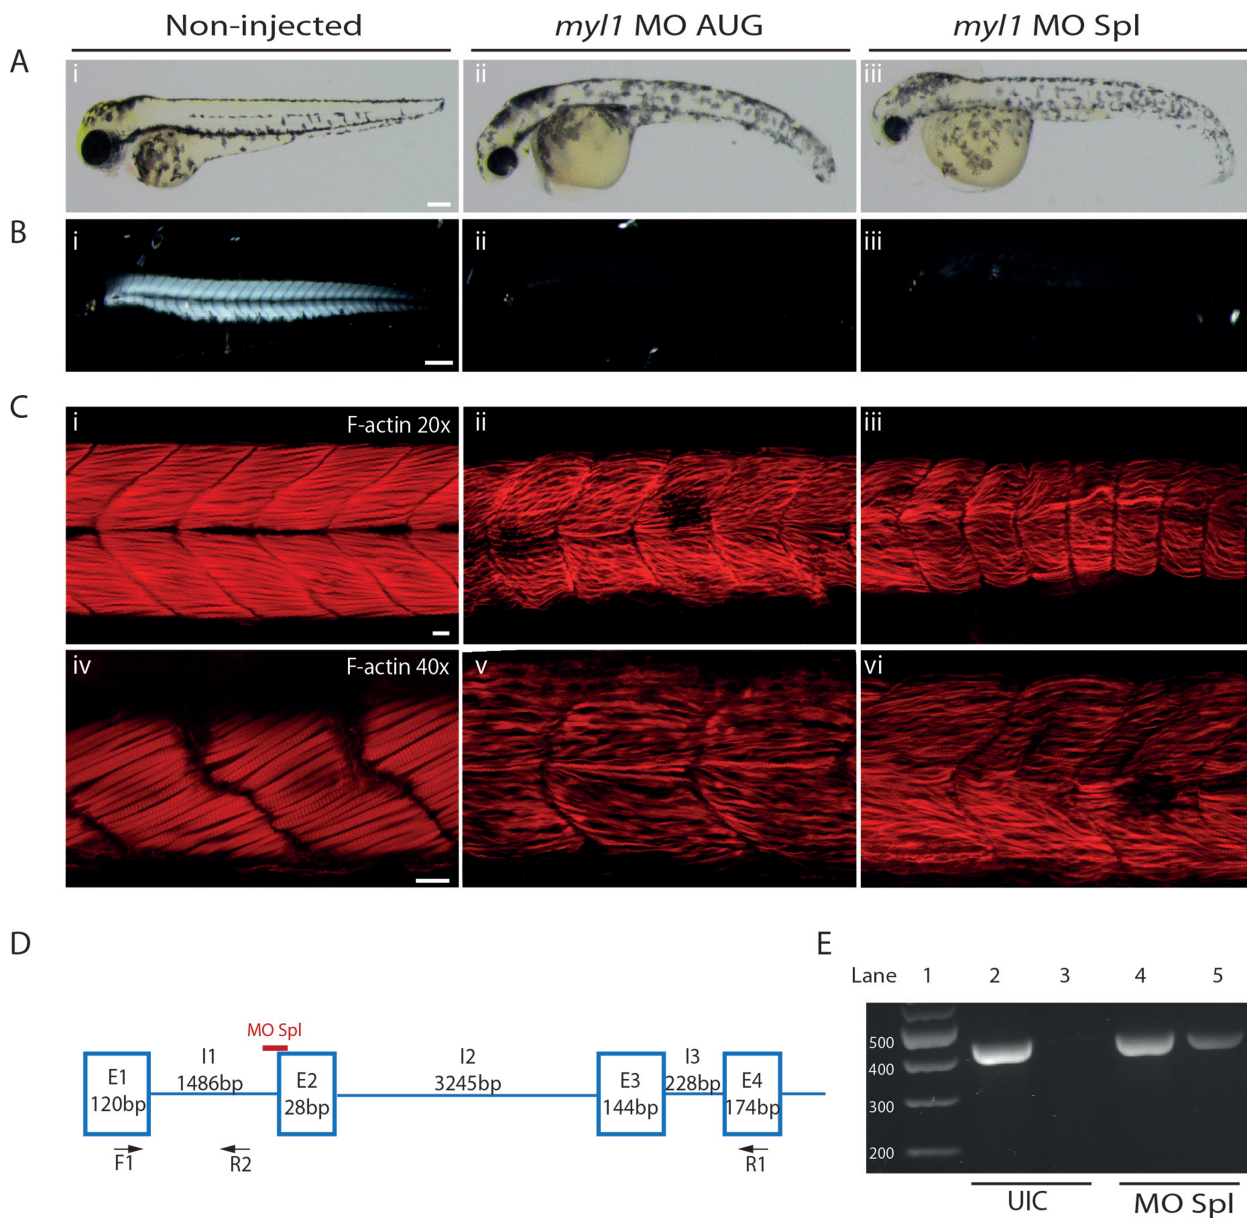 Non-injected
myl1 MO AUG
myl1 MO Spl
A
i
ii
iii
B
i
ii
iii
C
i
F-actin 20x
ii
iii
iv
F-actin 40x
v
vi
D
MO Spl
E1
120bp
I1
1486bp
E2
28bp
I2
3245bp
E3
144bp
I3
228bp
E4
174bp
F1
R2
R1
E
Lane 1 2 3 4 5
500
400
300
200
UIC
MO Spl